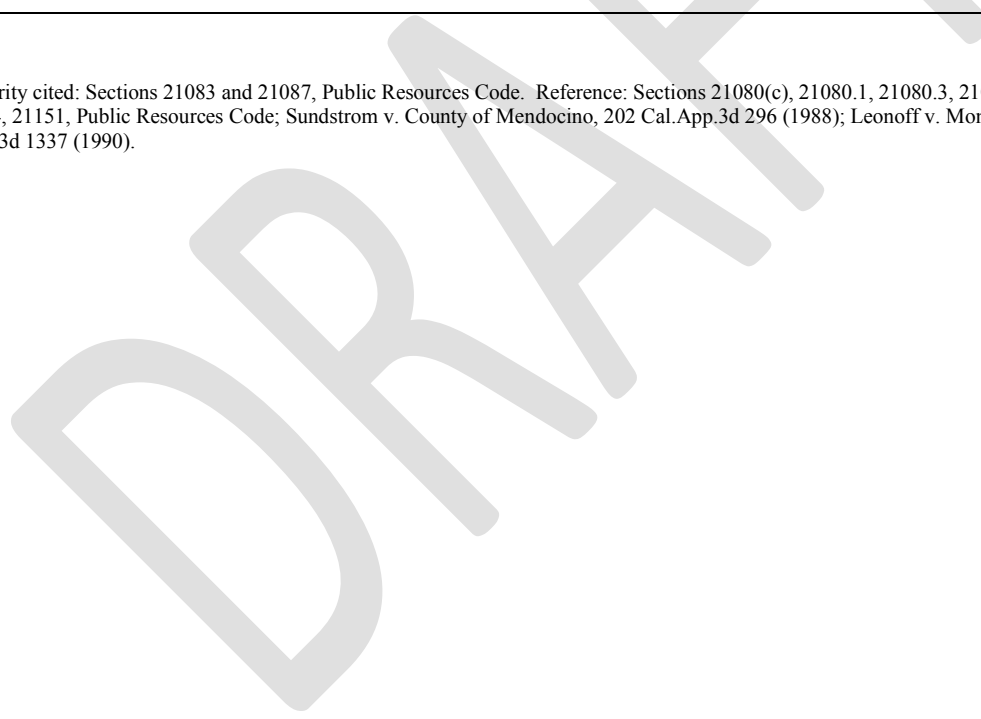 rity cited: Sections 21083 and 21087, Public Resources Code. Reference: Sections 21080(c), 21080.1, 21080.3, 21
, 21151, Public Resources Code; Sundstrom v. County of Mendocino, 202 Cal.App.3d 296 (1988); Leonoff v. Mon
3d 1337 (1990).
DRAF